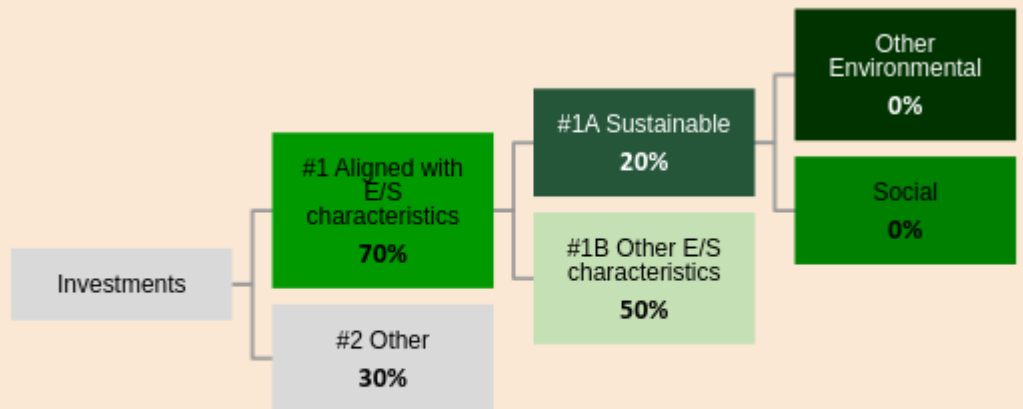 Investments
#1 Aligned with
E/S
characteristics
70%
#2 Other
30%
#1A Sustainable
20%
#1B Other E/S
characteristics
50%
Other
Environmental
0%
Social
0%